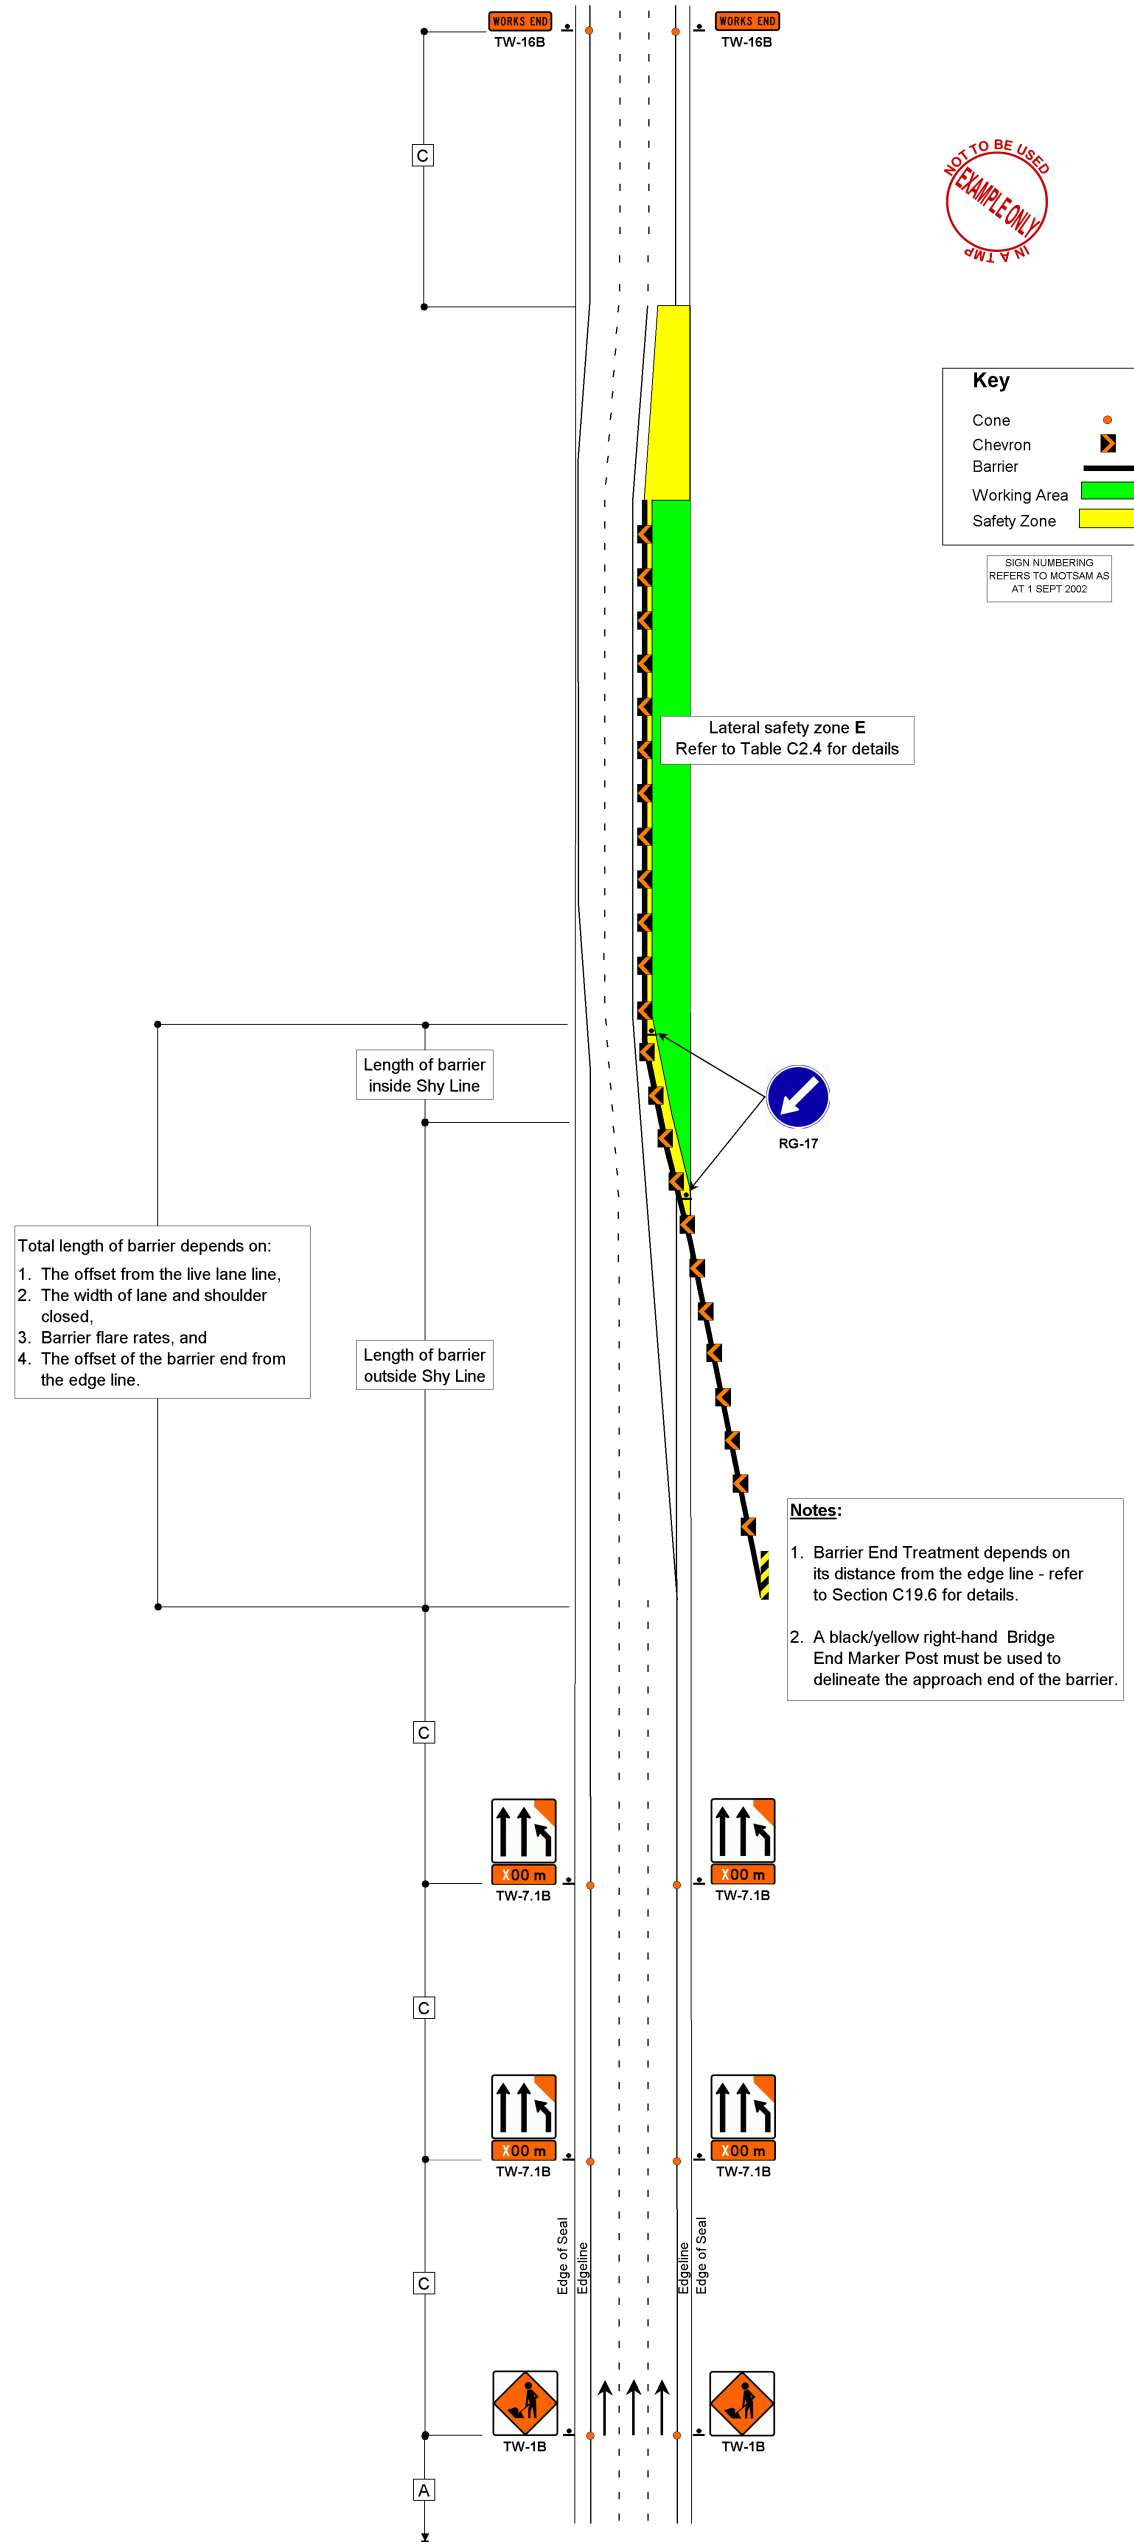 WORKS END
TW-16B
WORKS END
TW-16B
C
NOT TO BE USED
EXAMPLE ONLY
IN A TMP
Key
Cone
Chevron
Barrier
Working Area
Safety Zone
SIGN NUMBERING
REFERS TO MOTSAM AS
AT 1 SEPT 2002
Lateral safety zone E
Refer to Table C2.4 for details
Length of barrier
inside Shy Line
RG-17
Total length of barrier depends on:
1. The offset from the live lane line,
2. The width of lane and shoulder
closed,
3. Barrier flare rates, and
4. The offset of the barrier end from
the edge line.
Length of barrier
outside Shy Line
Notes:
1. Barrier End Treatment depends on
its distance from the edge line - refer
to Section C19.6 for details.
2. A black/yellow right-hand Bridge
End Marker Post must be used to
delineate the approach end of the barrier.
C
X00 m
TW-7.1B
X00 m
TW-7.1B
C
X00 m
TW-7.1B
X00 m
TW-7.1B
Edge of Seal
Edgeline
Edgeline
Edge of Seal
C
TW-1B
TW-1B
A